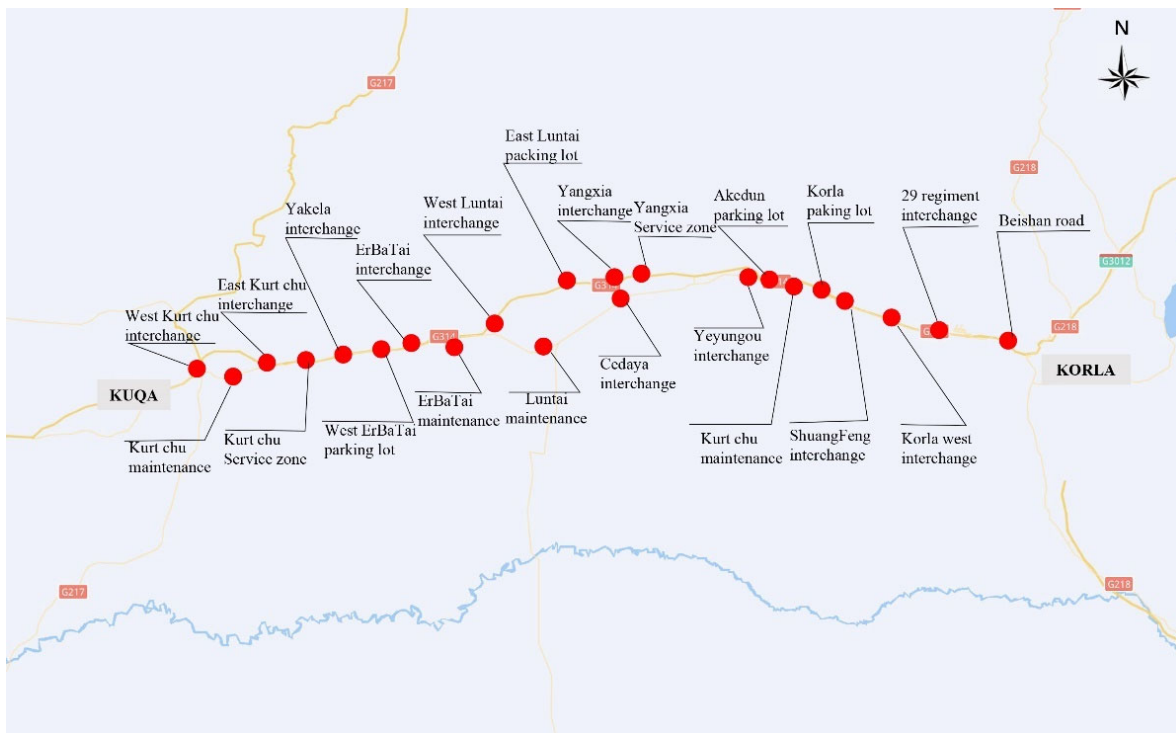 N
G217
G218
East Luntai
packing lot
G218
West Luntai
interchange
Yangxia
interchange
Yangxia
Service zone
Akedun
parking lot
Korla
paking lot
29 regiment
interchange
Beishan road
Yakela
interchange
ErBaTai
interchange
East Kurt chu
interchange
G3012
West Kurt chu
interchange
G314
G218
KUQA
KORLA
Cedaya
interchange
Yeyungou
interchange
Kurt chu
maintenance
Kurt chu
Service zone
West ErBaTai
parking lot
ErBaTai
maintenance
Luntai
maintenance
Kurt chu
maintenance
ShuangFeng
interchange
Korla west
interchange
G217
G218